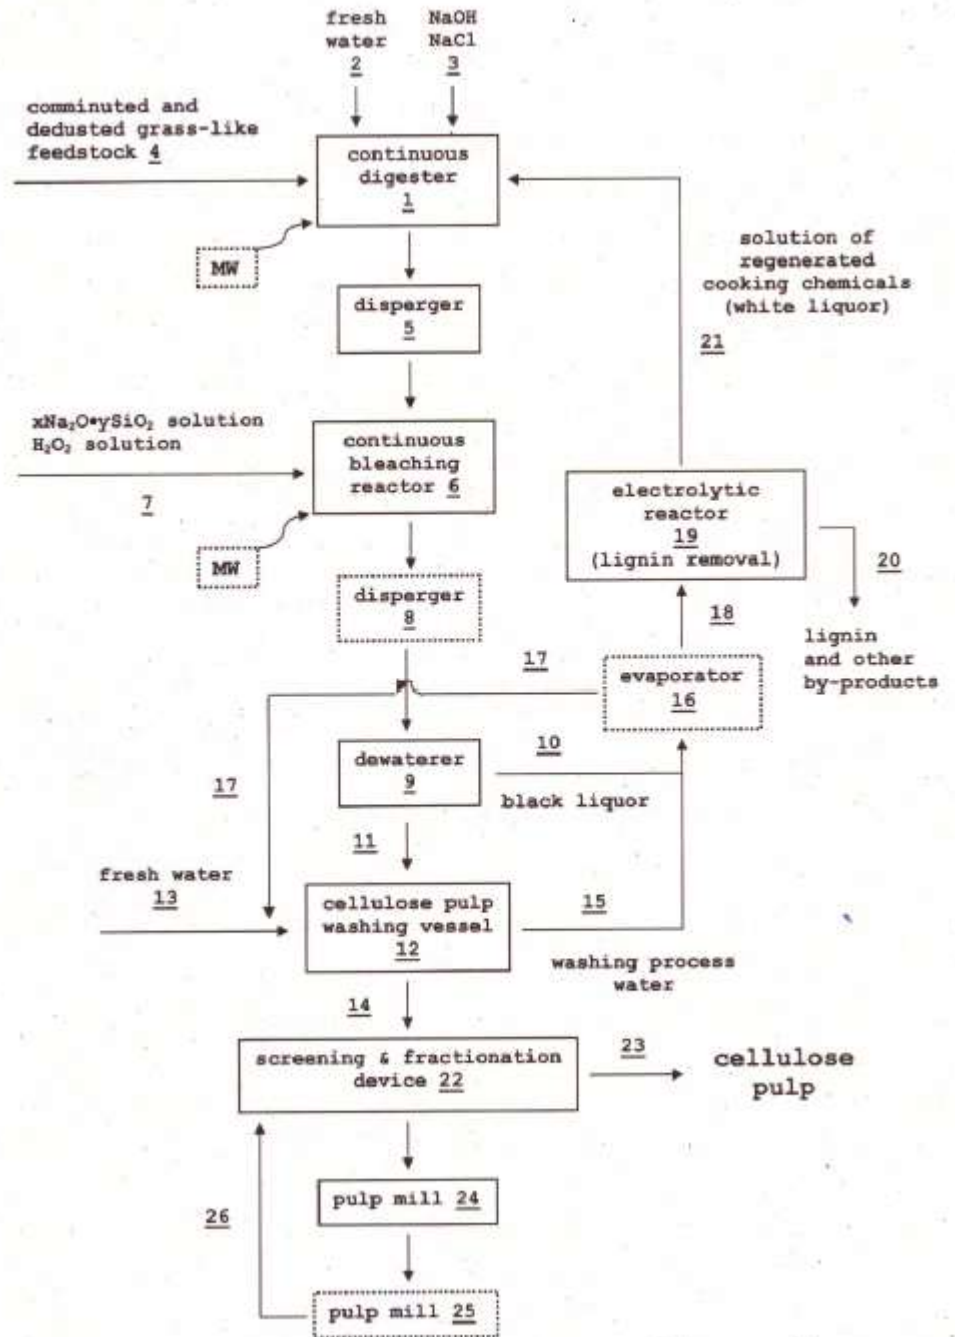 fresh
water
2
NaOH
NaCl
3
comminuted and
dedusted grass-like
feedstock 4
continuous
digester
1
MW
disperger
5
solution of
regenerated
cooking chemicals
(white liquor)
21
xNa₂O•ySiO₂ solution
H₂O₂ solution
7
continuous
bleaching
reactor 6
MW
electrolytic
reactor
19
(lignin removal)
20
lignin
and other
by-products
disperger
8
18
17
evaporator
16
17
dewaterer
9
10
black liquor
11
fresh water
13
cellulose pulp
washing vessel
12
15
washing process
water
14
screening & fractionation
device 22
23
cellulose
pulp
pulp mill 24
26
pulp mill 25